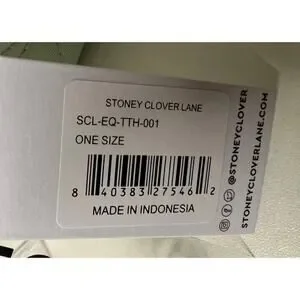 STONEY CLOVER LANE
SCL-EQ-TTH-001
ONE SIZE
8 40383 27546 2
MADE IN INDONESIA
@STONEYCLOVER
STONEYCLOVERLANE.COM